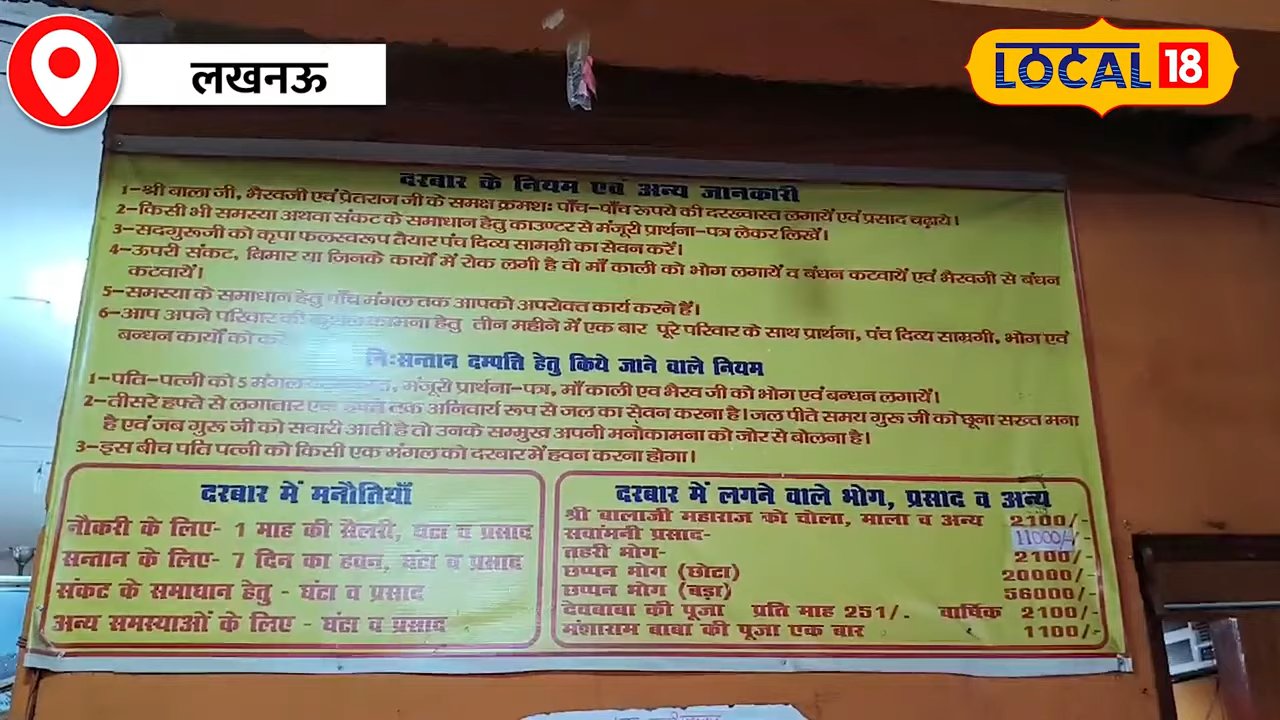 लखनऊ
LOCAL 18
दरबार के नियम एवं अन्य जानकारी
1-श्री बाला जी, भैरवजी एवं प्रेतराज जी के समक्ष क्रमशः पाँच-पाँच रूपये की दरख्वास्त लगायें एवं प्रसाद चढ़ाये।
2-किसी भी समस्या अथवा संकट के समाधान हेतु काउण्टर से मंजूरी प्रार्थना-पत्र लेकर लिखें।
3-सदगुरूजी को कृपा फलस्वरूप तैयार पंच दिव्य सामग्री का सेवन करें।
4-ऊपरी संकट, बिमार या जिनके कार्यों में रोक लगी है वो माँ काली को भोग लगायें व बंधन कटवायें एवं भैरवजी से बंधन
कटवायें।
5-समस्या के समाधान हेतु पाँच मंगल तक आपको अपरोक्त कार्य करने हैं।
6-आप अपने परिवार की कामना हेतु तीन महीने में एक बार पूरे परिवार के साथ प्रार्थना, पंच दिव्य साम्रगी, भोग एवं
बन्धन कार्यों को
निःसन्तान दम्पति हेतु किये जाने वाले नियम
1-पति-पत्नी को 5 मंगल मंजूरी प्रार्थना-पत्र, माँ काली एव भैरव जी को भोग एवं बन्धन लगायें।
2-तीसरे हफ्ते से लगातार एक हफ्ते तक अनिवार्य रूप से जल का सेवन करना है। जल पीते समय गुरू जी को छूना सख्त मना
है एवं जब गुरू जी को सवारी आती है तो उनके सम्मुख अपनी मनोकामना को जोर से बोलना है।
3-इस बीच पति पत्नी को किसी एक मंगल को दरबार में हवन करना होगा।
दरबार में मनौतियाँ
नौकरी के लिए- 1 माह की सैलरी, घंटा व प्रसाद
सन्तान के लिए- 7 दिन का हवन, घंटा व प्रसाद
संकट के समाधान हेतु - घंटा व प्रसाद
अन्य समस्याओं के लिए - घंटा व प्रसाद
दरबार में लगने वाले भोग, प्रसाद व अन्य
श्री बालाजी महाराज को चोला, माला व अन्य 2100/-
सवांमनी प्रसाद- 11000/-
तहरी भोग- 2100/-
छप्पन भोग (छोटा) 20000/-
छप्पन भोग (बड़ा) 56000/-
देवबाबा की पूजा प्रति माह 251/- वार्षिक 2100/-
मंशाराम बाबा की पूजा एक बार 1100/-